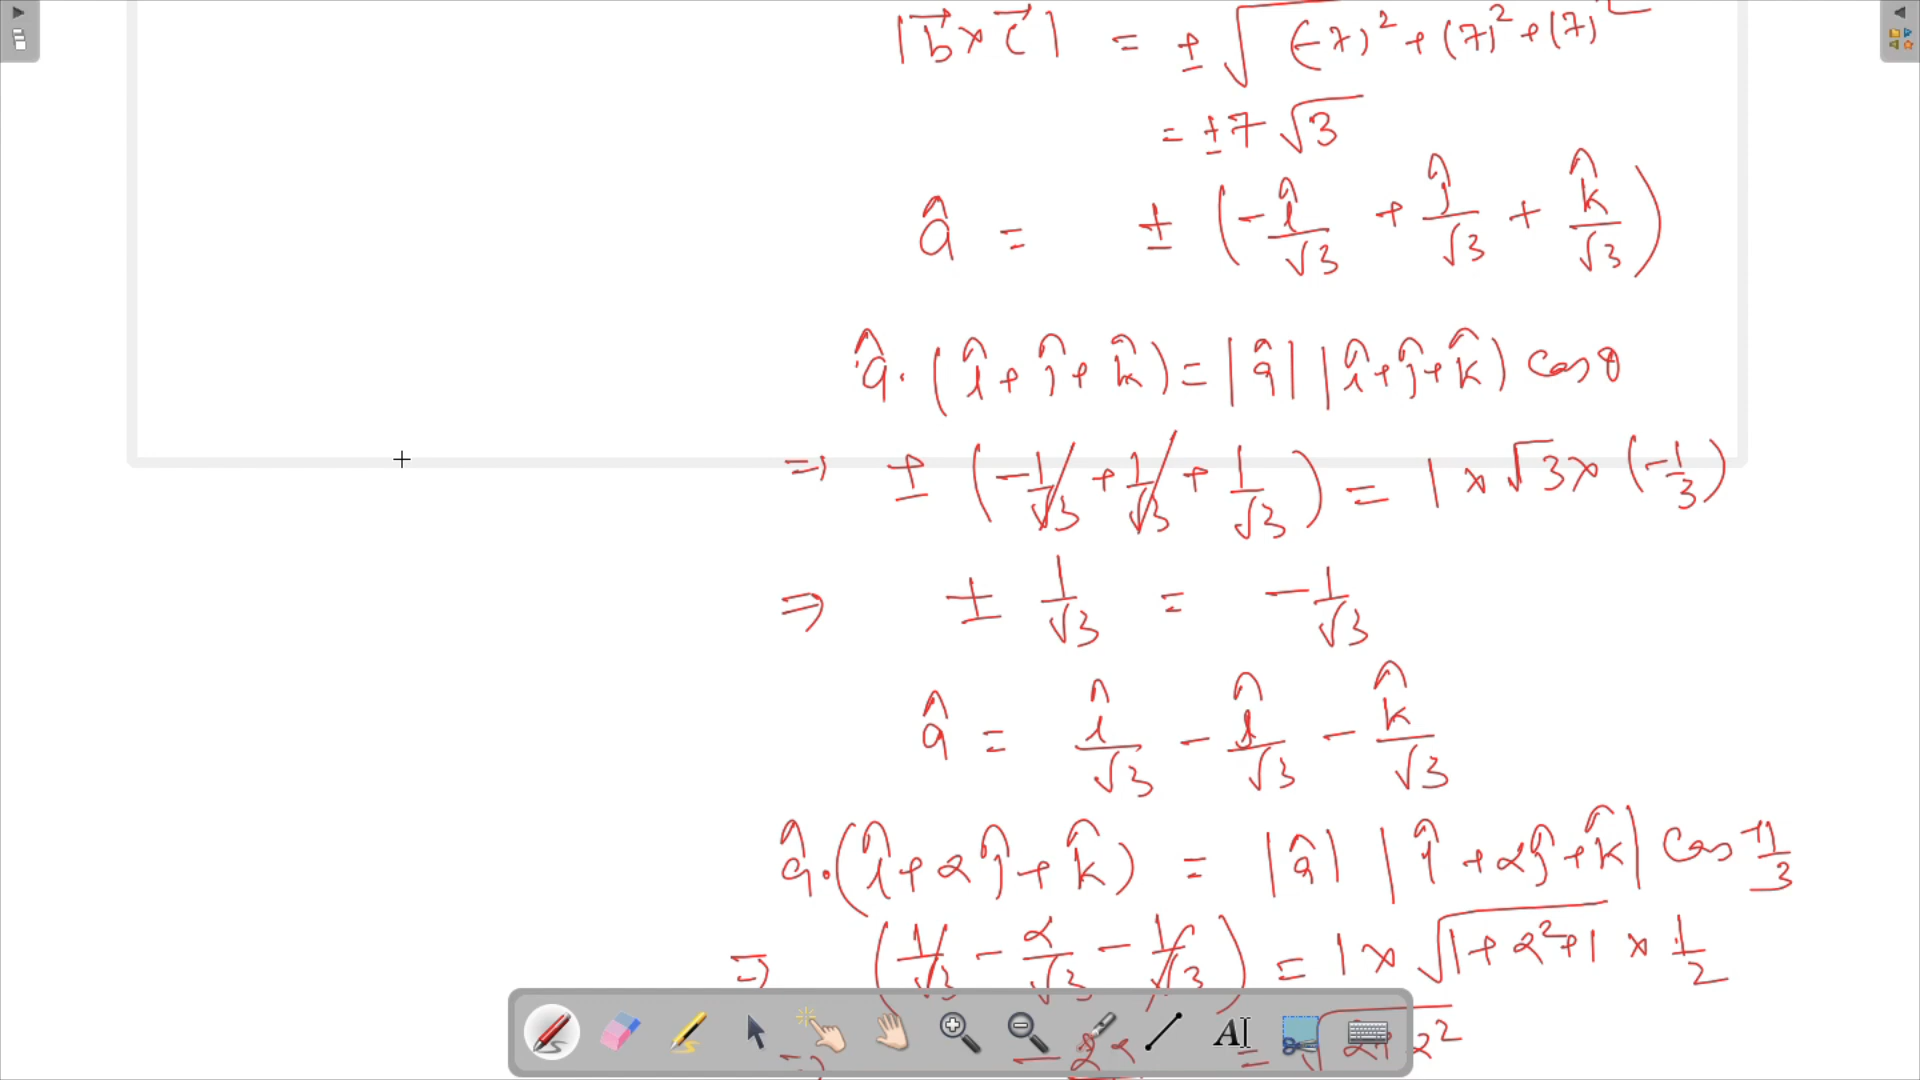 |b⃗ × c⃗| = ± √((-7)² + (7)² + (7)²)
= ± 7 √3
â = ± (-î/√3 + ĵ/√3 + k̂/√3)
â · (î + ĵ + k̂) = |â| |î + ĵ + k̂| cos θ
⇒ ± (-1/√3 + 1/√3 + 1/√3) = 1 × √3 × (-1/3)
⇒ ± 1/√3 = -1/√3
â = î/√3 - ĵ/√3 - k̂/√3
â · (î + αĵ + k̂) = |â| |î + αĵ + k̂| cos π/3
⇒ (1/√3 - α/√3 - 1/√3) = 1 × √(1 + α² + 1) × 1/2